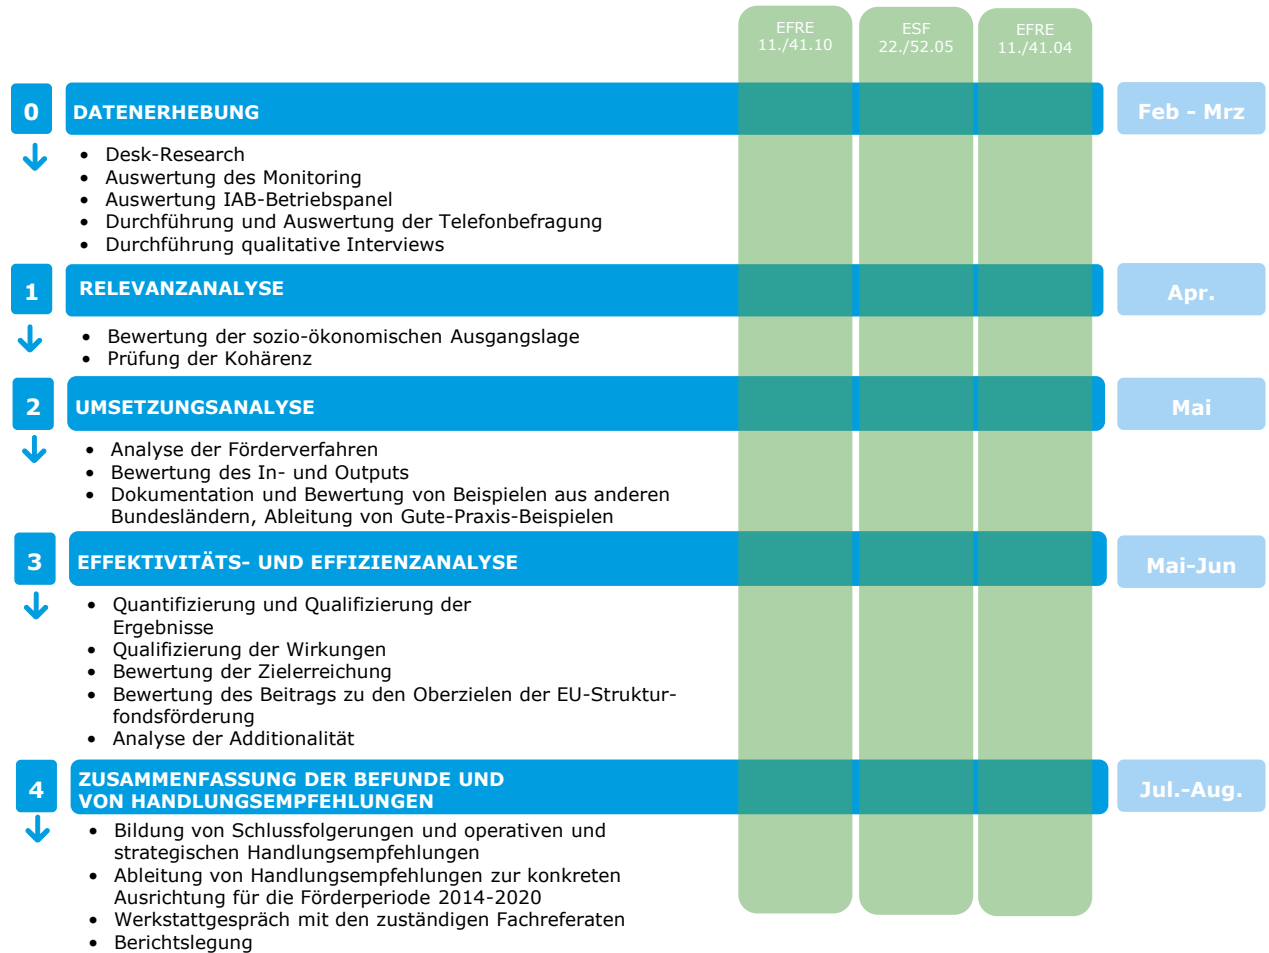 EFRE
11./41.10
ESF
22./52.05
EFRE
11./41.04
0
DATENERHEBUNG
Feb – Mrz
• Desk-Research
• Auswertung des Monitoring
• Auswertung IAB-Betriebspanel
• Durchführung und Auswertung der Telefonbefragung
• Durchführung qualitative Interviews
1
RELEVANZANALYSE
Apr.
• Bewertung der sozio-ökonomischen Ausgangslage
• Prüfung der Kohärenz
2
UMSETZUNGSANALYSE
Mai
• Analyse der Förderverfahren
• Bewertung des In- und Outputs
• Dokumentation und Bewertung von Beispielen aus anderen
Bundesländern, Ableitung von Gute-Praxis-Beispielen
3
EFFEKTIVITÄTS- UND EFFIZIENZANALYSE
Mai–Jun
• Quantifizierung und Qualifizierung der
Ergebnisse
• Qualifizierung der Wirkungen
• Bewertung der Zielerreichung
• Bewertung des Beitrags zu den Oberzielen der EU-Struktur-
fondsförderung
• Analyse der Additionalität
4
ZUSAMMENFASSUNG DER BEFUNDE UND
VON HANDLUNGSEMPFEHLUNGEN
Jul.-Aug.
• Bildung von Schlussfolgerungen und operativen und
strategischen Handlungsempfehlungen
• Ableitung von Handlungsempfehlungen zur konkreten
Ausrichtung für die Förderperiode 2014-2020
• Werkstattgespräch mit den zuständigen Fachreferaten
• Berichtslegung